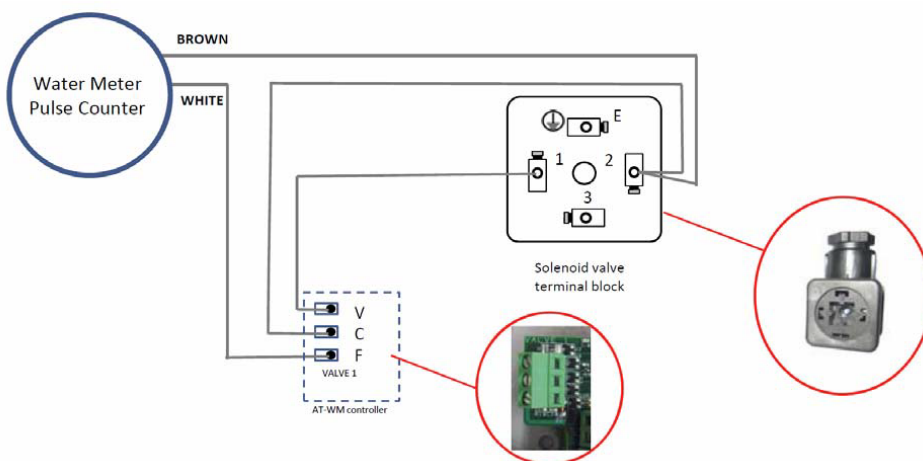 BROWN
Water Meter
Pulse Counter
WHITE
E
1
2
3
Solenoid valve
terminal block
V
C
F
VALVE 1
AT-WM controller